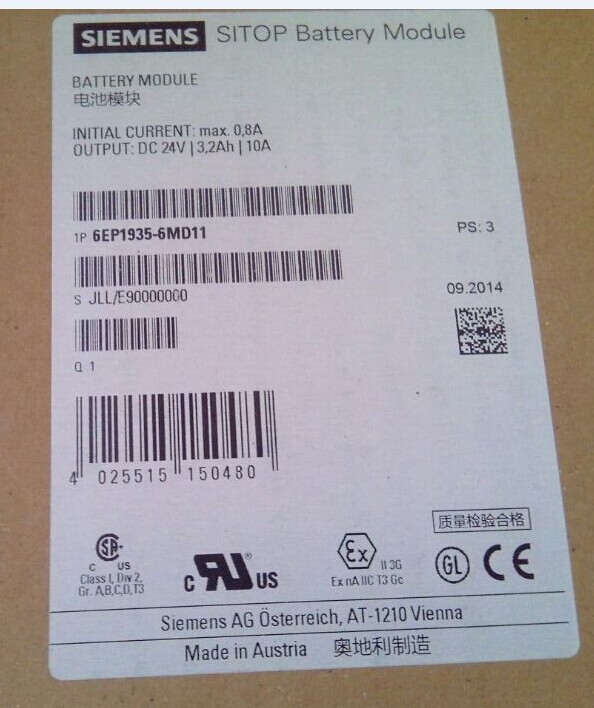 SIEMENS SITOP Battery Module
BATTERY MODULE
电池模块
INITIAL CURRENT: max. 0,8A
OUTPUT: DC 24V | 3,2Ah | 10A
1P 6EP1935-6MD11
PS: 3
S JLL/E90000000
09.2014
Q 1
4 025515 150480
质量检验合格
SA
C US
Class I, Div 2,
Gr. A,B,C,D,T3
C RU ® US
Ex II 3G
Ex nA IIC T3 Gc
GL CE
Siemens AG Österreich, AT-1210 Vienna
Made in Austria 奥地利制造